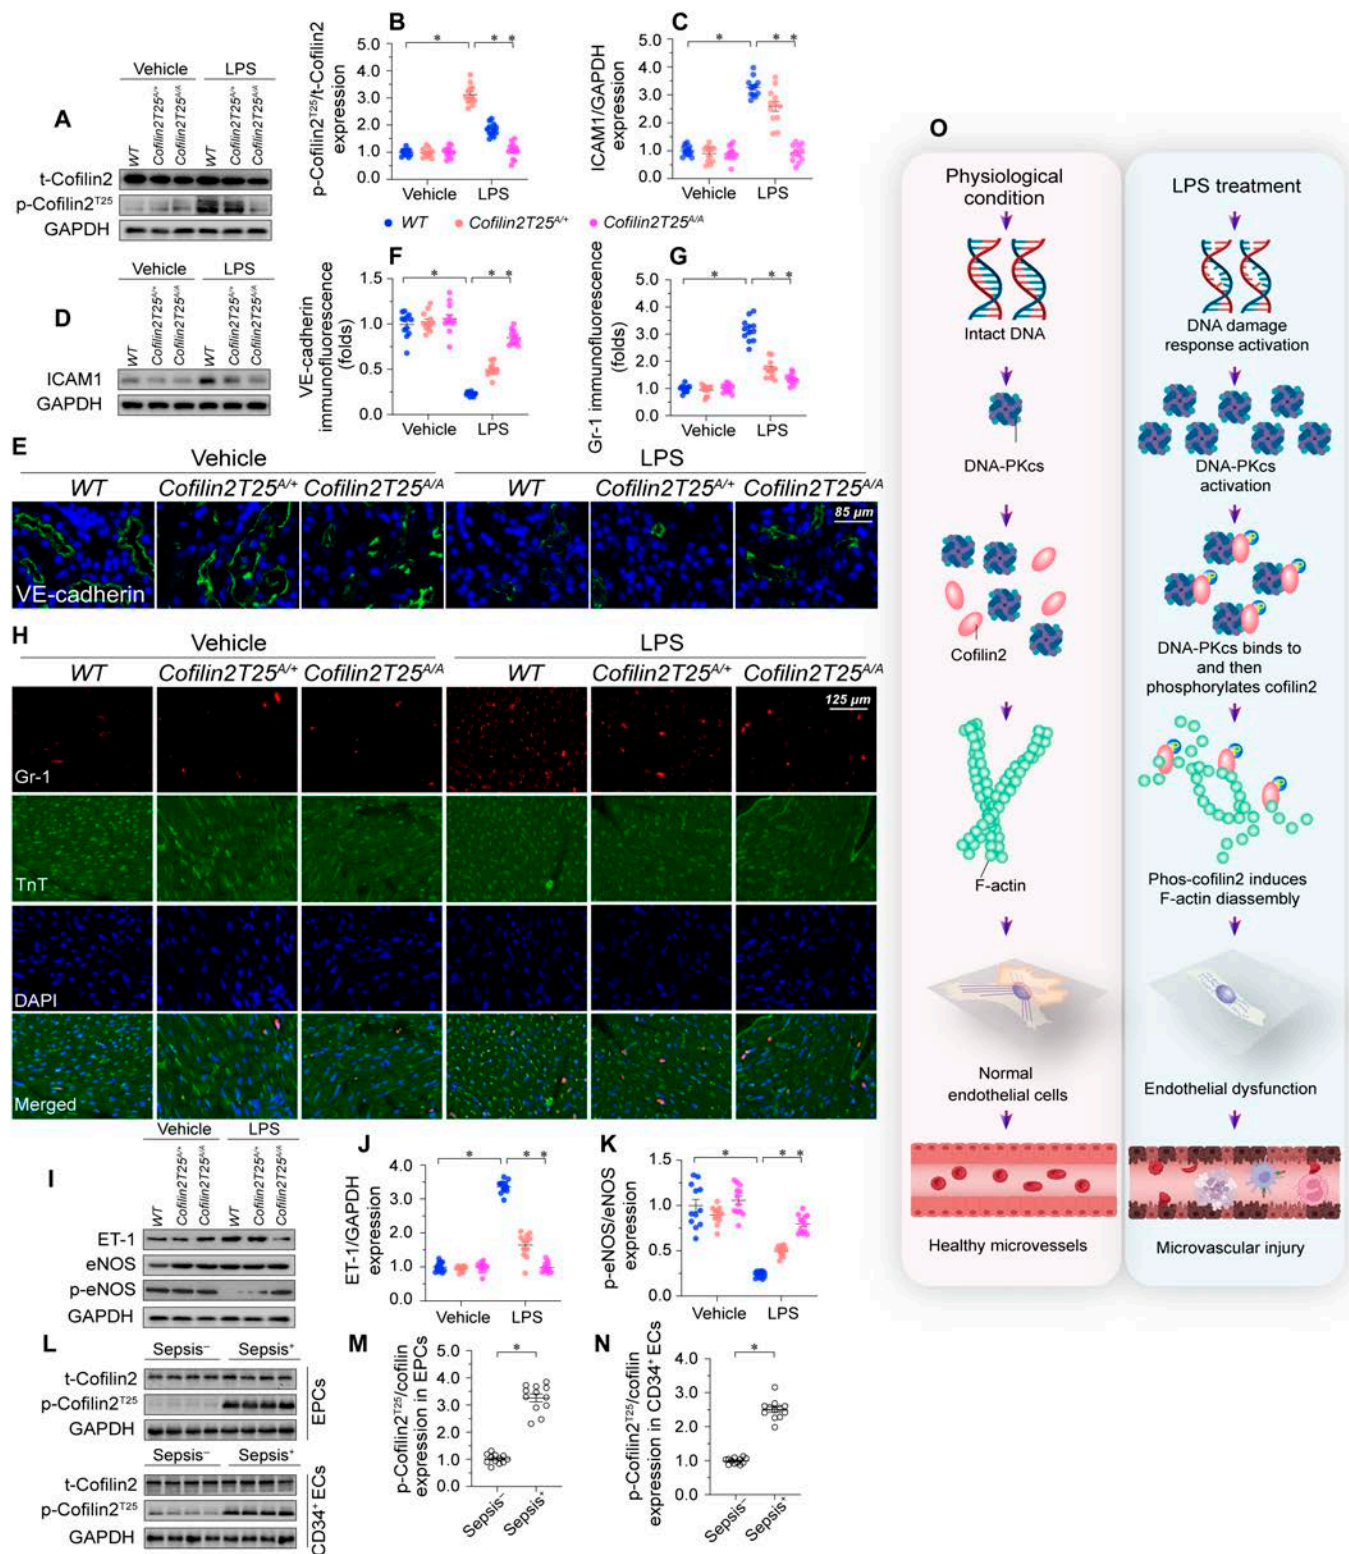 A
Vehicle LPS
WT Cofilin2T25A/+ Cofilin2T25A/A WT Cofilin2T25A/+ Cofilin2T25A/A
t-Cofilin2
p-Cofilin2T25
GAPDH
B
p-Cofilin2T25/t-Cofilin2
expression
5.0
4.0
3.0
2.0
1.0
0.0
* * *
Vehicle LPS
C
ICAM1/GAPDH
expression
5.0
4.0
3.0
2.0
1.0
0.0
* * *
Vehicle LPS
WT Cofilin2T25A/+ Cofilin2T25A/A
D
Vehicle LPS
WT Cofilin2T25A/+ Cofilin2T25A/A WT Cofilin2T25A/+ Cofilin2T25A/A
ICAM1
GAPDH
F
VE-cadherin
immunofluorescence
(folds)
1.5
1.0
0.5
0.0
* * *
Vehicle LPS
G
Gr-1 immunofluorescence
(folds)
5.0
4.0
3.0
2.0
1.0
0.0
* * *
Vehicle LPS
E
Vehicle LPS
WT Cofilin2T25A/+ Cofilin2T25A/A WT Cofilin2T25A/+ Cofilin2T25A/A
85 µm
VE-cadherin
H
Vehicle LPS
WT Cofilin2T25A/+ Cofilin2T25A/A WT Cofilin2T25A/+ Cofilin2T25A/A
125 µm
Gr-1
TnT
DAPI
Merged
I
Vehicle LPS
WT Cofilin2T25A/+ Cofilin2T25A/A WT Cofilin2T25A/+ Cofilin2T25A/A
ET-1
eNOS
p-eNOS
GAPDH
J
ET-1/GAPDH
expression
4.0
3.0
2.0
1.0
0.0
* * *
Vehicle LPS
K
p-eNOS/eNOS
expression
1.5
1.0
0.5
0.0
* * *
Vehicle LPS
L
Sepsis– Sepsis+
t-Cofilin2
p-Cofilin2T25
GAPDH
EPCs
Sepsis– Sepsis+
t-Cofilin2
p-Cofilin2T25
GAPDH
CD34+ ECs
M
p-Cofilin2T25/cofilin
expression in EPCs
5.0
4.0
3.0
2.0
1.0
0.0
*
Sepsis– Sepsis+
N
p-Cofilin2T25/cofilin
expression in CD34+ ECs
4.0
3.0
2.0
1.0
0.0
*
Sepsis– Sepsis+
O
Physiological
condition
Intact DNA
DNA-PKcs
Cofilin2
F-actin
Normal
endothelial cells
Healthy microvessels
LPS treatment
DNA damage
response activation
DNA-PKcs
activation
P
P
P
P
DNA-PKcs binds to
and then
phosphorylates cofilin2
P
P
P
Phos-cofilin2 induces
F-actin diassembly
Endothelial dysfunction
Microvascular injury